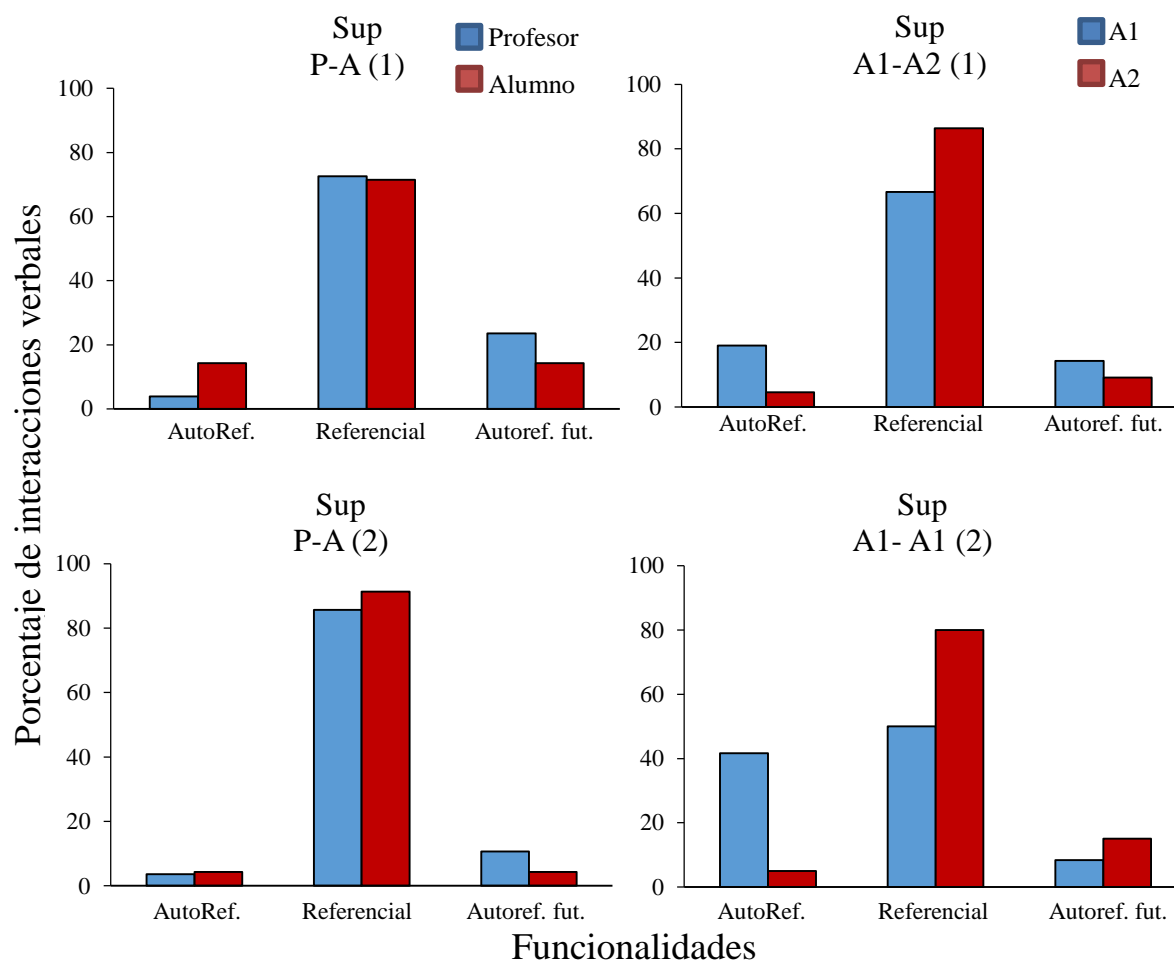 Sup
P-A (1)
Profesor
Alumno
100
80
60
40
20
0
AutoRef.
Referencial
Autoref. fut.
Sup
A1-A2 (1)
A1
A2
100
80
60
40
20
0
AutoRef.
Referencial
Autoref. fut.
Porcentaje de interacciones verbales
Sup
P-A (2)
100
80
60
40
20
0
AutoRef.
Referencial
Autoref. fut.
Sup
A1- A1 (2)
100
80
60
40
20
0
AutoRef.
Referencial
Autoref. fut.
Funcionalidades